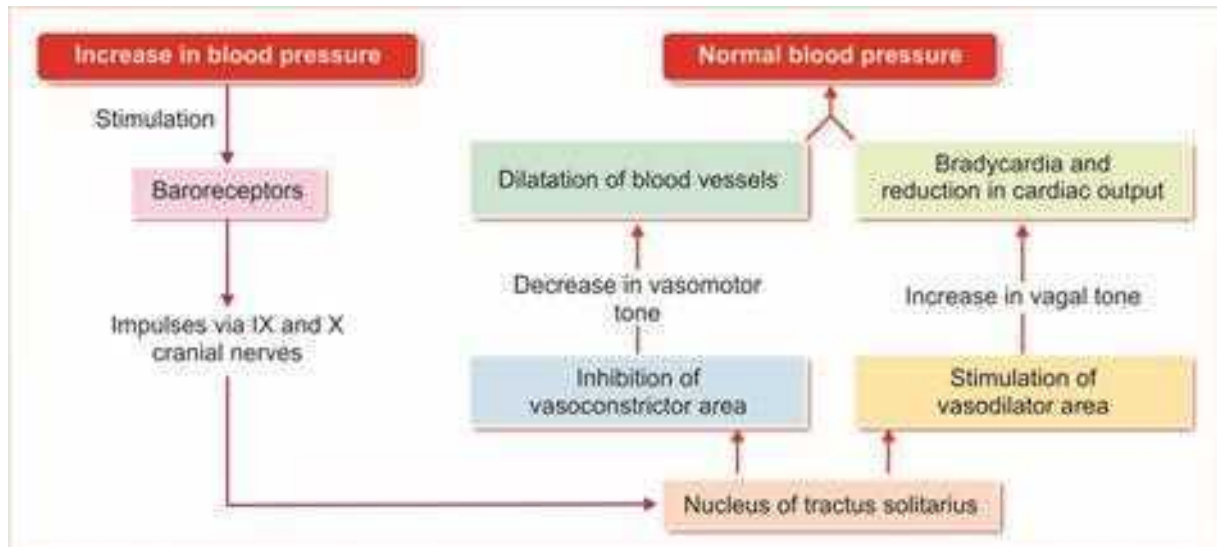 Increase in blood pressure
Stimulation
Baroreceptors
Impulses via IX and X
cranial nerves
Normal blood pressure
Dilatation of blood vessels
Bradycardia and
reduction in cardiac output
Decrease in vasomotor
tone
Increase in vagal tone
Inhibition of
vasoconstrictor area
Stimulation of
vasodilator area
Nucleus of tractus solitarius